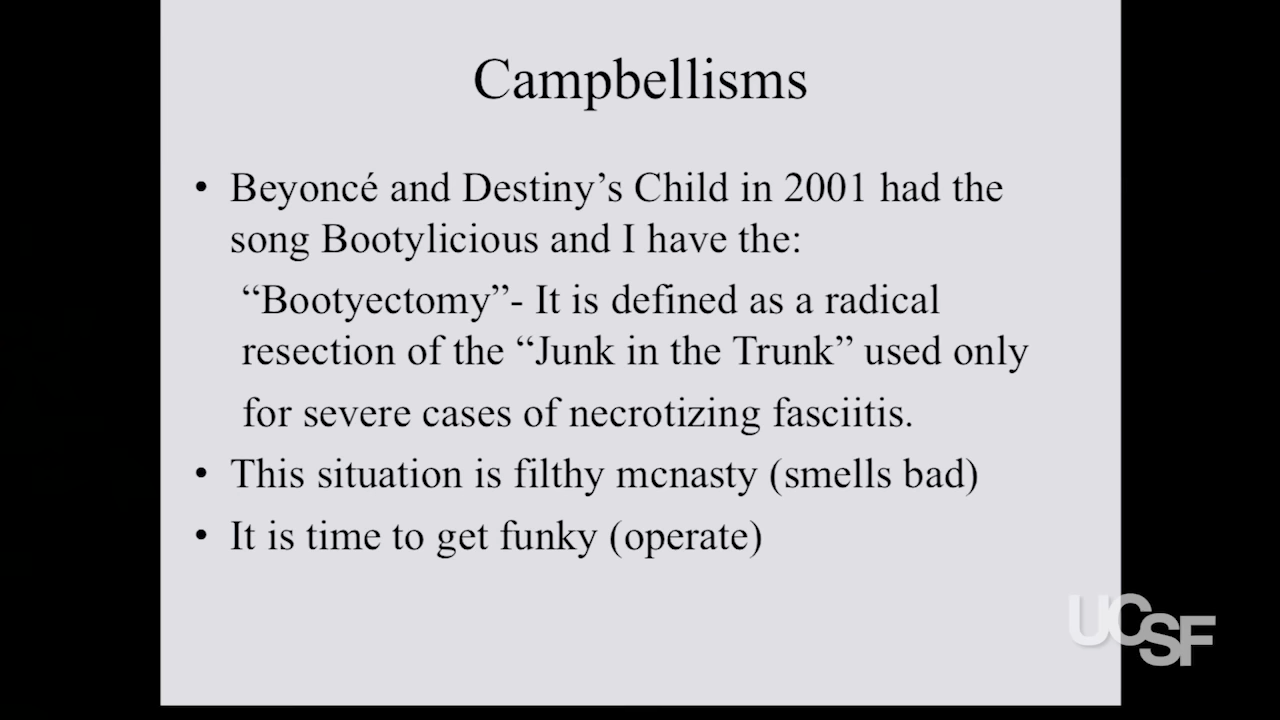 Campbellisms
• Beyoncé and Destiny’s Child in 2001 had the
song Bootylicious and I have the:
“Bootyectomy”- It is defined as a radical
resection of the “Junk in the Trunk” used only
for severe cases of necrotizing fasciitis.
• This situation is filthy mcnasty (smells bad)
• It is time to get funky (operate)
UCSF